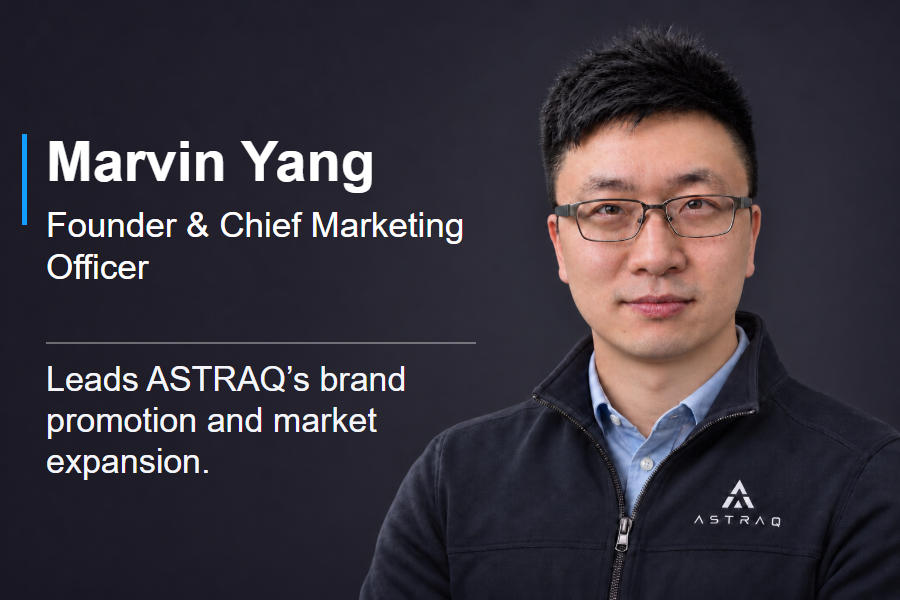 Marvin Yang
Founder & Chief Marketing
Officer
Leads ASTRAQ’s brand
promotion and market
expansion.
ASTRAQ